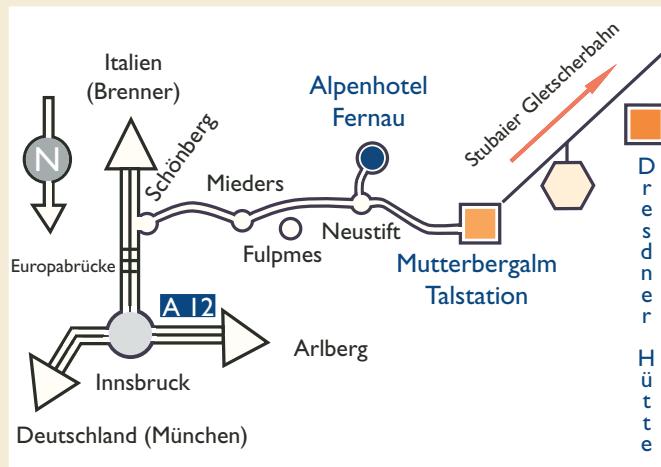 Italien
(Brenner)
Alpenhotel
Fernau
Stubaier Gletscherbahn
N
Schönberg
Mieders
Dresdner Hütte
Fulpmes
Neustift
Europabrücke
Mutterbergalm
Talstation
A 12
Arlberg
Innsbruck
Deutschland (München)